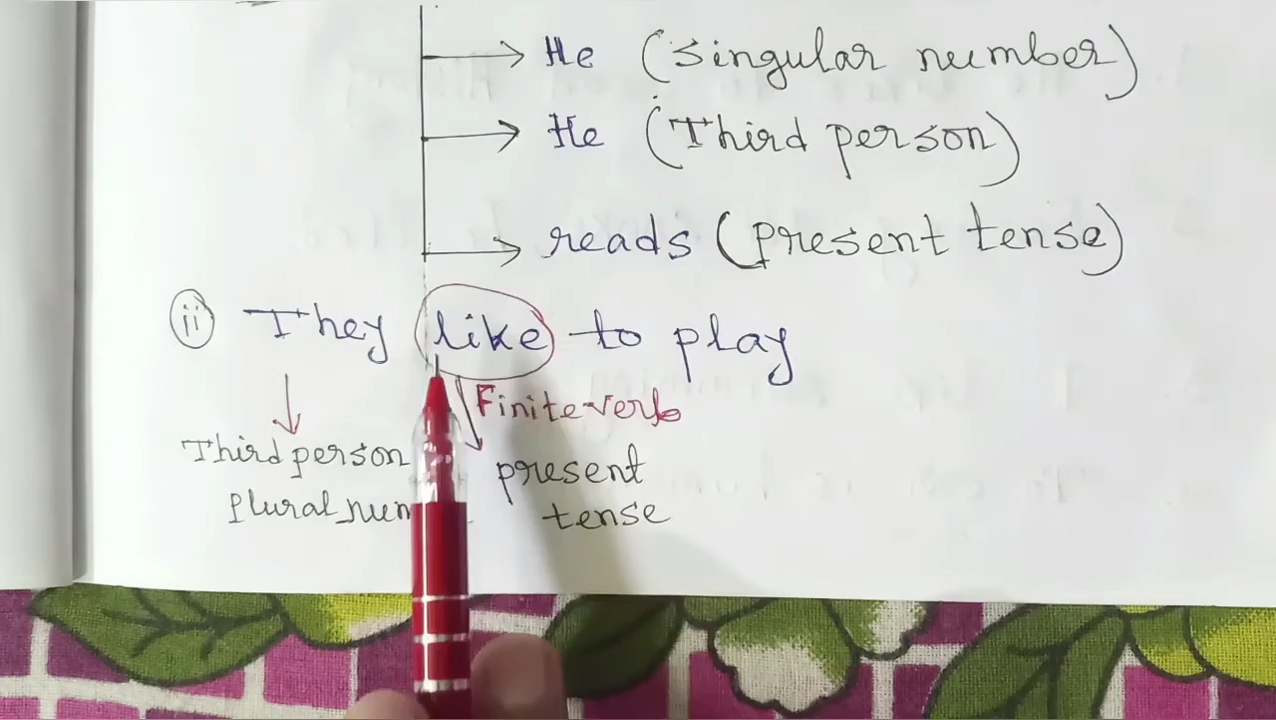 He (Singular number)
He (Third person)
reads (present tense)
ii They like to play
Finite verb
Third person
present
plural
tense